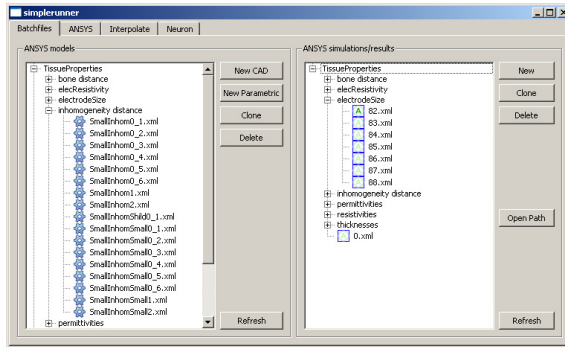 simplerunner
Batchfiles ANSYS Interpolate Neuron
ANSYS models
TissueProperties
bone distance
elecResistivity
electrodeSize
inhomogeneity distance
SmallInhom0_1.xml
SmallInhom0_2.xml
SmallInhom0_3.xml
SmallInhom0_4.xml
SmallInhom0_5.xml
SmallInhom0_6.xml
SmallInhom1.xml
SmallInhom2.xml
SmallInhomShild0_1.xml
SmallInhomSmall0_1.xml
SmallInhomSmall0_2.xml
SmallInhomSmall0_3.xml
SmallInhomSmall0_4.xml
SmallInhomSmall0_5.xml
SmallInhomSmall0_6.xml
SmallInhomSmall1.xml
SmallInhomSmall2.xml
permittivities
New CAD
New Parametric
Clone
Delete
Refresh
ANSYS simulations/results
TissueProperties
bone distance
elecResistivity
electrodeSize
A 82.xml
83.xml
84.xml
85.xml
86.xml
87.xml
88.xml
inhomogeneity distance
permittivities
resistivities
thicknesses
0.xml
New
Clone
Delete
Open Path
Refresh